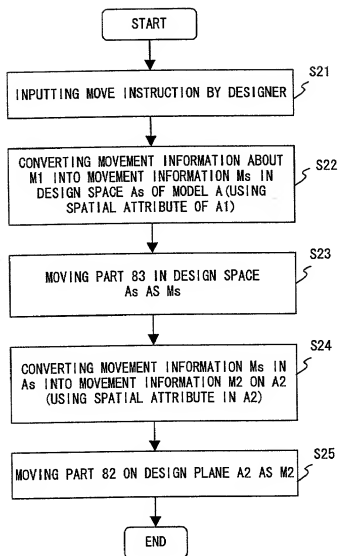 START
S21
INPUTTING MOVE INSTRUCTION BY DESIGNER
S22
CONVERTING MOVEMENT INFORMATION ABOUT
M1 INTO MOVEMENT INFORMATION Ms IN
DESIGN SPACE As OF MODEL A(USING
SPATIAL ATTRIBUTE OF A1)
S23
MOVING PART 83 IN DESIGN SPACE
As AS Ms
S24
CONVERTING MOVEMENT INFORMATION Ms IN
As INTO MOVEMENT INFORMATION M2 ON A2
(USING SPATIAL ATTRIBUTE IN A2)
S25
MOVING PART 82 ON DESIGN PLANE A2 AS M2
END